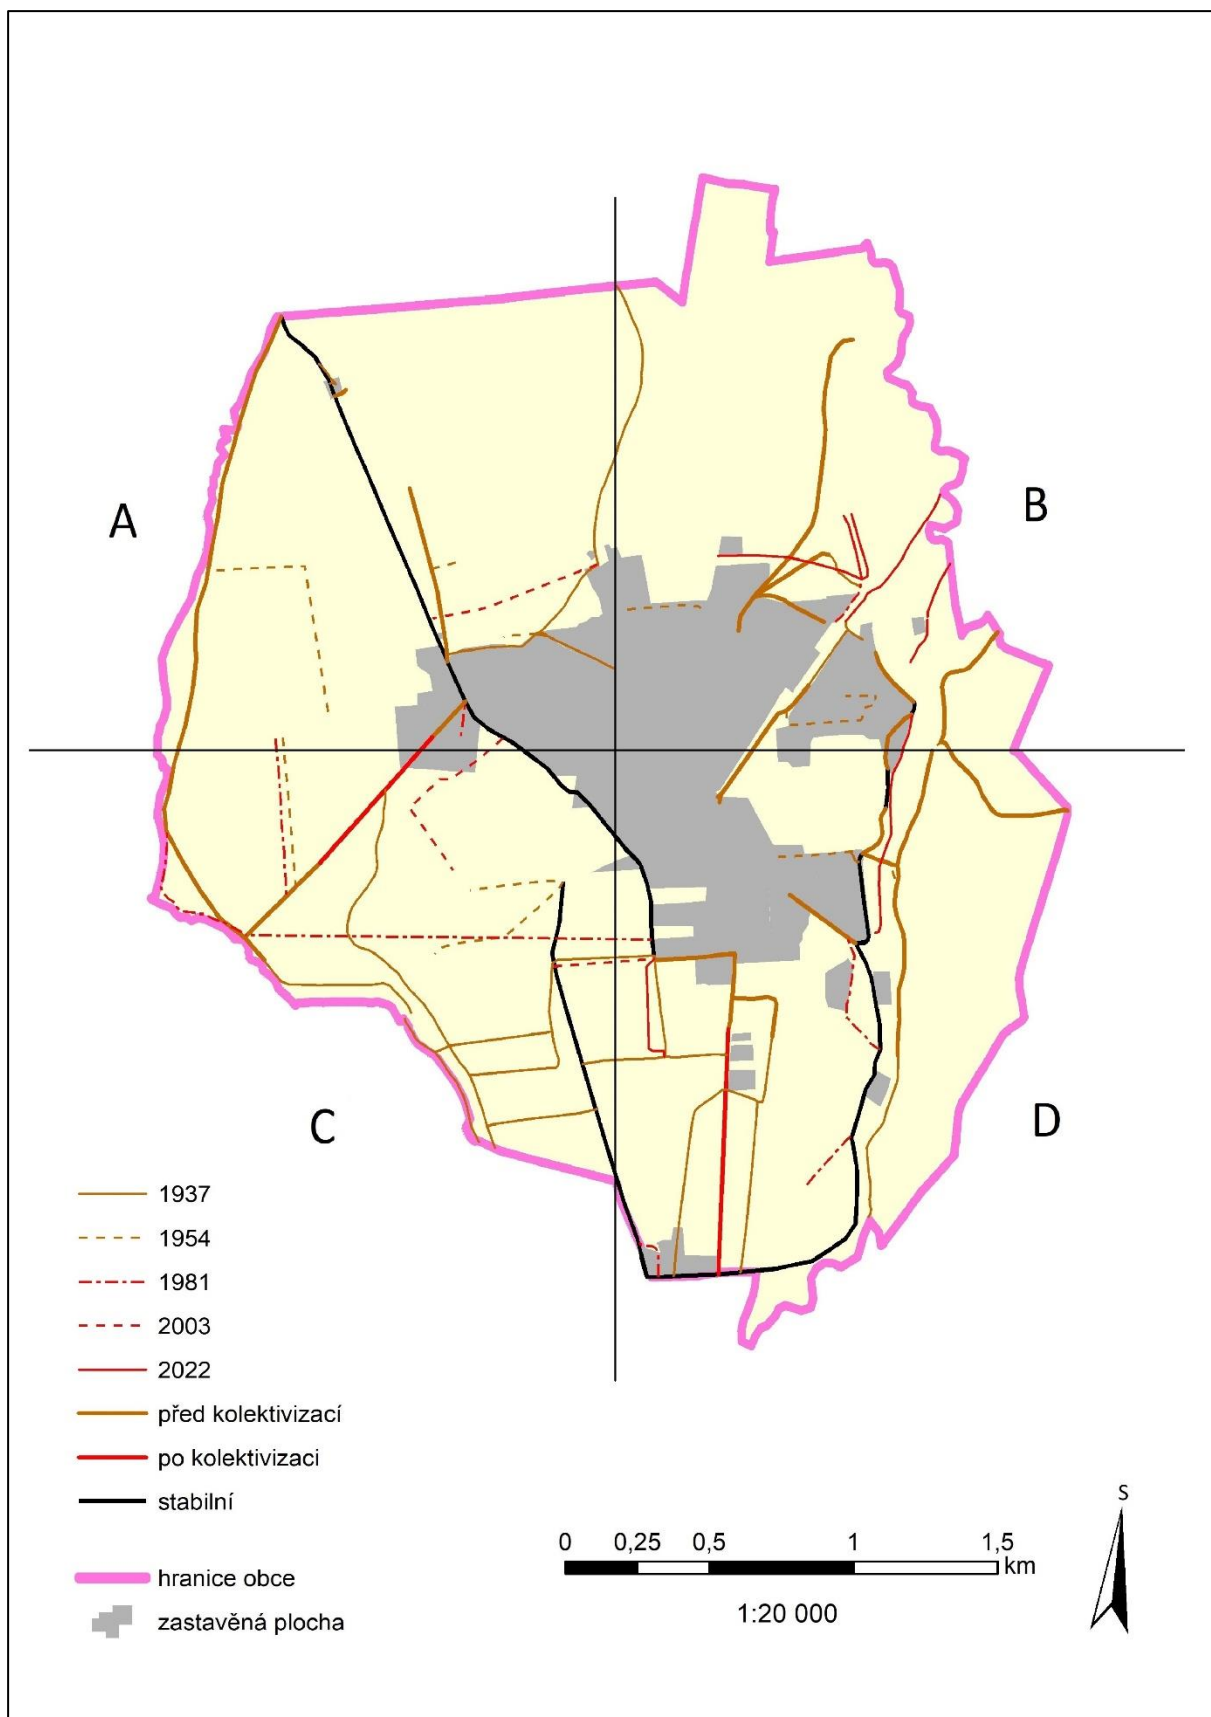 A
B
C
D
1937
1954
1981
2003
2022
před kolektivizací
po kolektivizaci
stabilní
hranice obce
zastavěná plocha
0 0,25 0,5 1 1,5
km
1:20 000
S